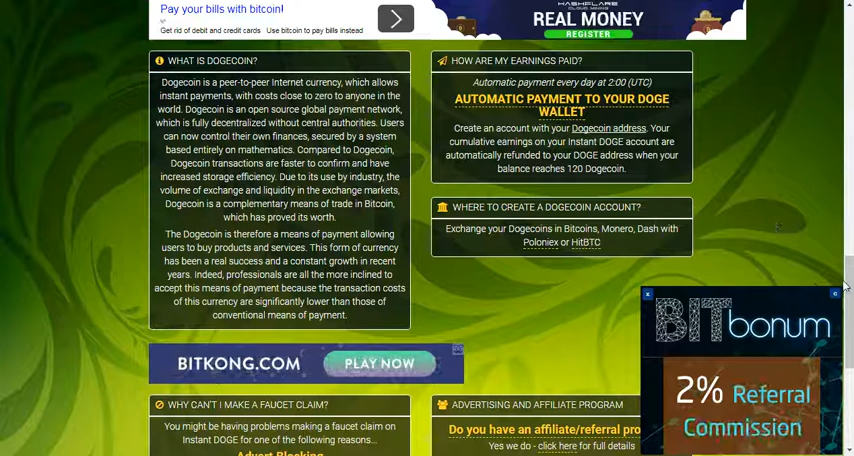 Pay your bills with bitcoin!
Get rid of debit and credit cards Use bitcoin to pay bills instead
HASHFLARE
CLOUD MINING
REAL MONEY
REGISTER
WHAT IS DOGECOIN?
Dogecoin is a peer-to-peer Internet currency, which allows
instant payments, with costs close to zero to anyone in the
world. Dogecoin is an open source global payment network,
which is fully decentralized without central authorities. Users
can now control their own finances, secured by a system
based entirely on mathematics. Compared to Dogecoin,
Dogecoin transactions are faster to confirm and have
increased storage efficiency. Due to its use by industry, the
volume of exchange and liquidity in the exchange markets,
Dogecoin is a complementary means of trade in Bitcoin,
which has proved its worth.
The Dogecoin is therefore a means of payment allowing
users to buy products and services. This form of currency
has been a real success and a constant growth in recent
years. Indeed, professionals are all the more inclined to
accept this means of payment because the transaction costs
of this currency are significantly lower than those of
conventional means of payment.
HOW ARE MY EARNINGS PAID?
Automatic payment every day at 2:00 (UTC)
AUTOMATIC PAYMENT TO YOUR DOGE
WALLET
Create an account with your Dogecoin address. Your
cumulative earnings on your Instant DOGE account are
automatically refunded to your DOGE address when your
balance reaches 120 Dogecoin.
WHERE TO CREATE A DOGECOIN ACCOUNT?
Exchange your Dogecoins in Bitcoins, Monero, Dash with
Poloniex or HitBTC
BITbonum
2% Referral
Commission
BITKONG.COM PLAY NOW
WHY CAN'T I MAKE A FAUCET CLAIM?
You might be having problems making a faucet claim on
Instant DOGE for one of the following reasons...
Advert Blocking
ADVERTISING AND AFFILIATE PROGRAM
Do you have an affiliate/referral pro
Yes we do - click here for full details